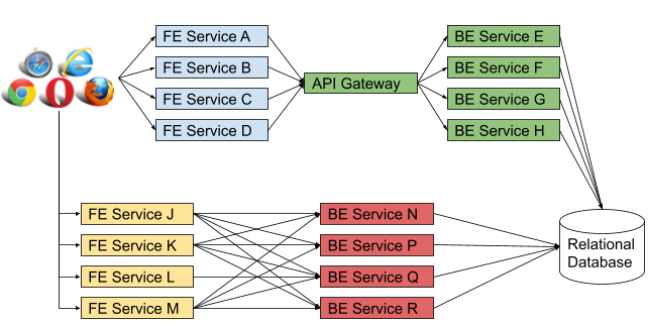 FE Service A
FE Service B
FE Service C
FE Service D
API Gateway
BE Service E
BE Service F
BE Service G
BE Service H
FE Service J
FE Service K
FE Service L
FE Service M
BE Service N
BE Service P
BE Service Q
BE Service R
Relational
Database